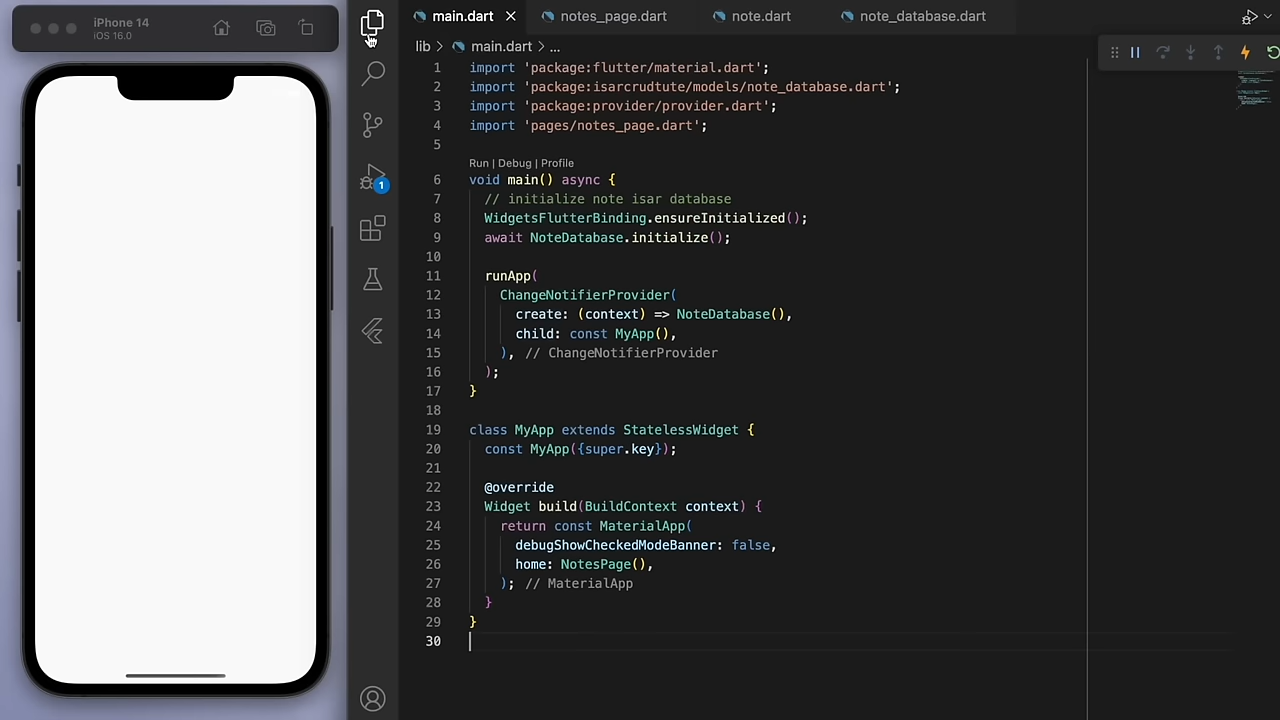 iPhone 14
iOS 16.0
1
main.dart
notes_page.dart
note.dart
note_database.dart
lib > main.dart > ...
1 import 'package:flutter/material.dart';
2 import 'package:isarcrudtute/models/note_database.dart';
3 import 'package:provider/provider.dart';
4 import 'pages/notes_page.dart';
5
Run | Debug | Profile
6 void main() async {
7 // initialize note isar database
8 WidgetsFlutterBinding.ensureInitialized();
9 await NoteDatabase.initialize();
10
11 runApp(
12 ChangeNotifierProvider(
13 create: (context) => NoteDatabase(),
14 child: const MyApp(),
15 ), // ChangeNotifierProvider
16 );
17 }
18
19 class MyApp extends StatelessWidget {
20 const MyApp({super.key});
21
22 @override
23 Widget build(BuildContext context) {
24 return const MaterialApp(
25 debugShowCheckedModeBanner: false,
26 home: NotesPage(),
27 ); // MaterialApp
28 }
29 }
30